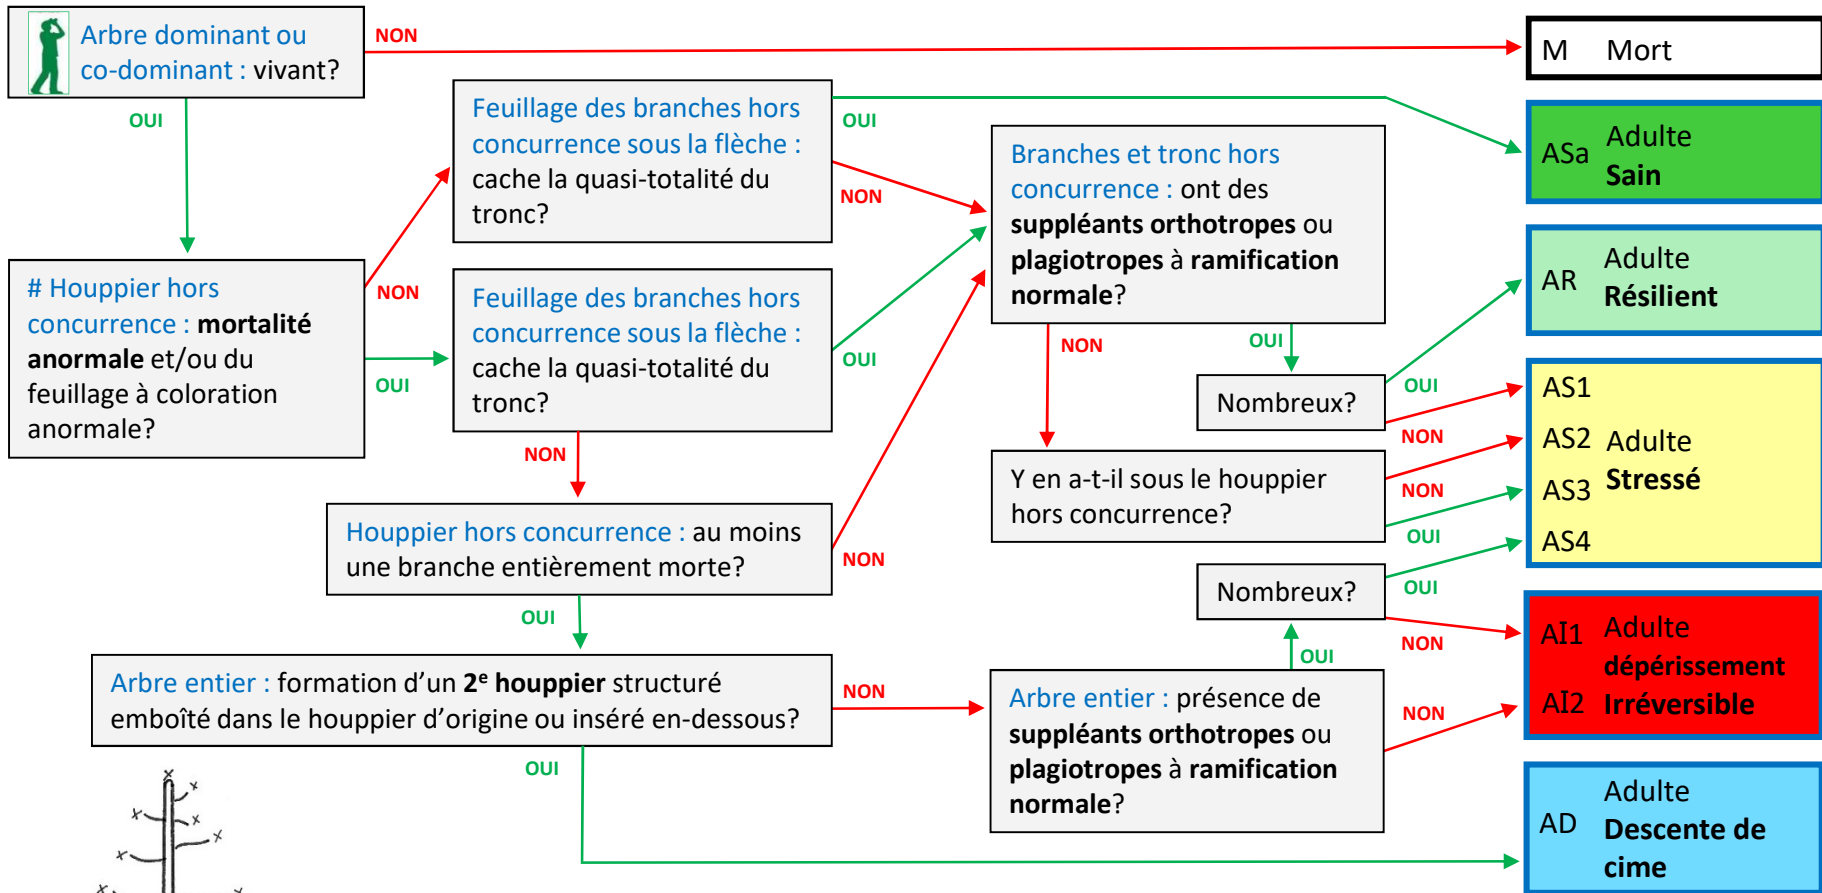 Arbre dominant ou
co-dominant : vivant?
NON
OUI
M Mort
Feuillage des branches hors
concurrence sous la flèche :
cache la quasi-totalité du
tronc?
OUI
NON
ASa Adulte
Sain
# Houppier hors
concurrence : mortalité
anormale et/ou du
feuillage à coloration
anormale?
NON
OUI
Feuillage des branches hors
concurrence sous la flèche :
cache la quasi-totalité du
tronc?
OUI
NON
Branches et tronc hors
concurrence : ont des
suppléants orthotropes ou
plagiotropes à ramification
normale?
NON
OUI
AR Adulte
Résilient
Nombreux?
OUI
NON
Y en a-t-il sous le houppier
hors concurrence?
NON
OUI
AS1
AS2 Adulte
AS3 Stressé
AS4
Houppier hors concurrence : au moins
une branche entièrement morte?
NON
OUI
Nombreux?
OUI
NON
Arbre entier : formation d’un 2e houppier structuré
emboîté dans le houppier d’origine ou inséré en-dessous?
NON
OUI
Arbre entier : présence de
suppléants orthotropes ou
plagiotropes à ramification
normale?
OUI
NON
AI1 Adulte
dépérissement
AI2 Irréversible
AD Adulte
Descente de
cime